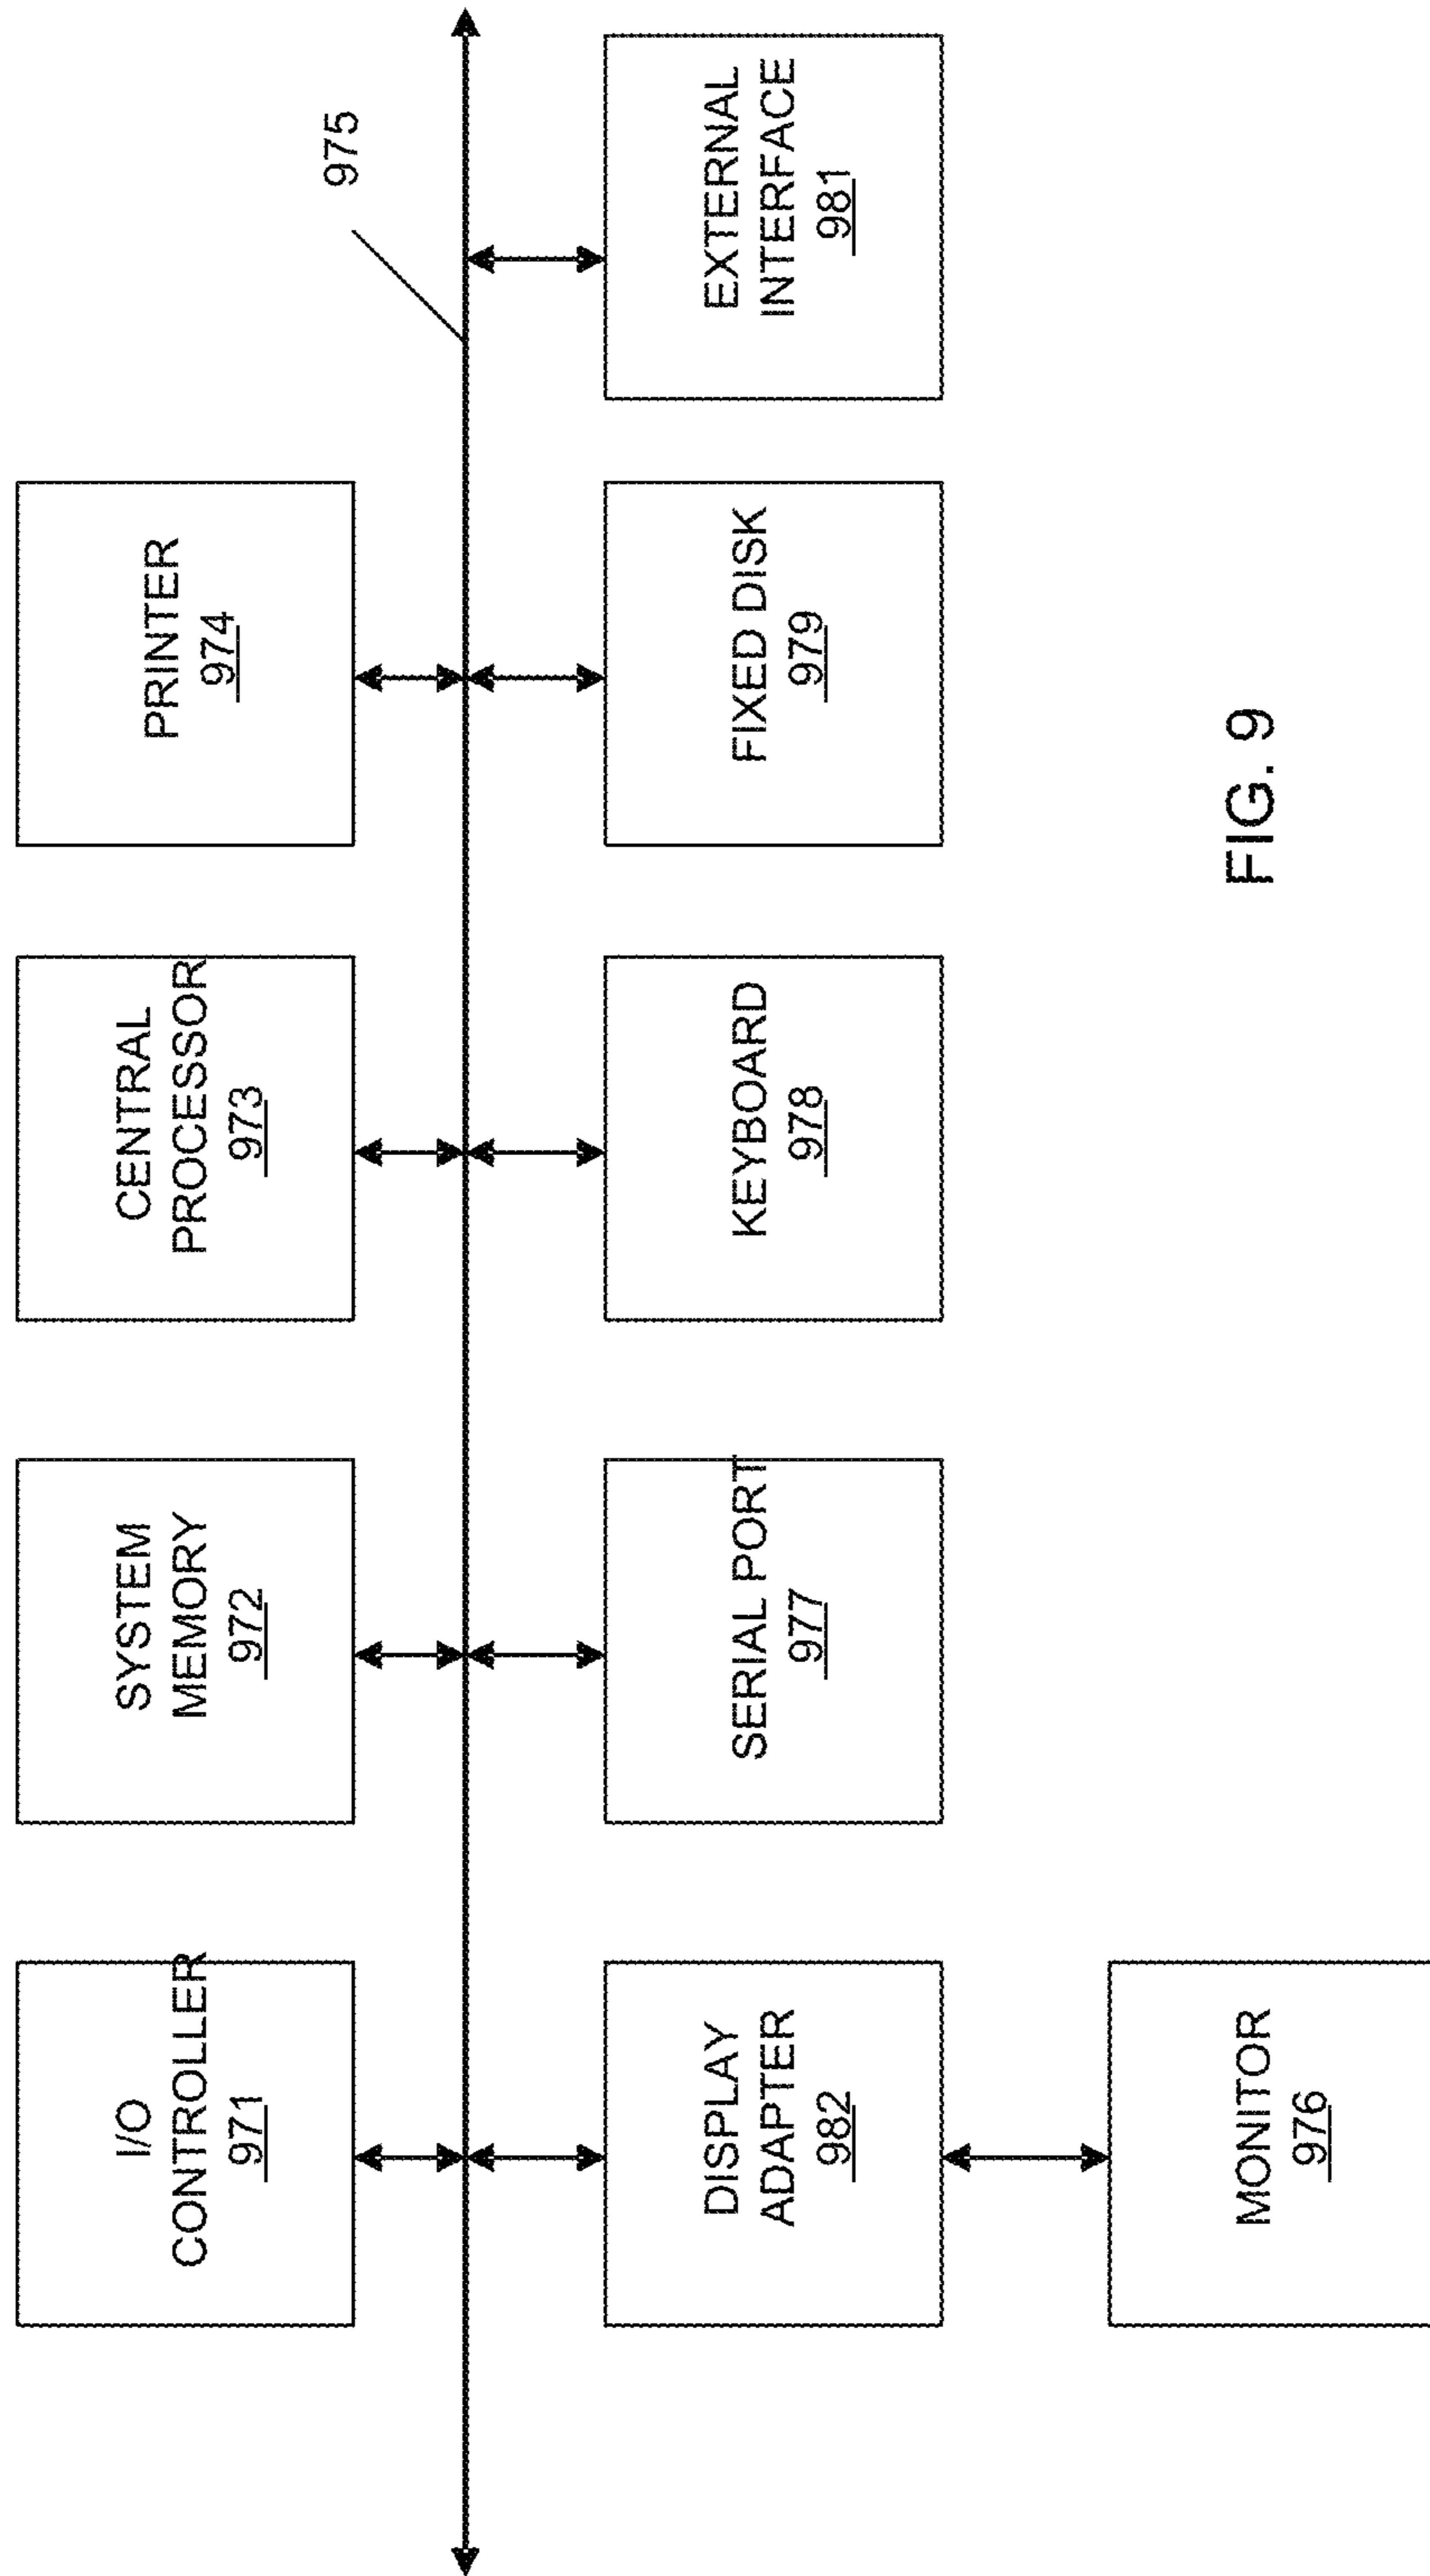 I/O
CONTROLLER
971
SYSTEM
MEMORY
972
CENTRAL
PROCESSOR
973
PRINTER
974
975
DISPLAY
ADAPTER
982
SERIAL PORT
977
KEYBOARD
978
FIXED DISK
979
EXTERNAL
INTERFACE
981
MONITOR
976
FIG. 9